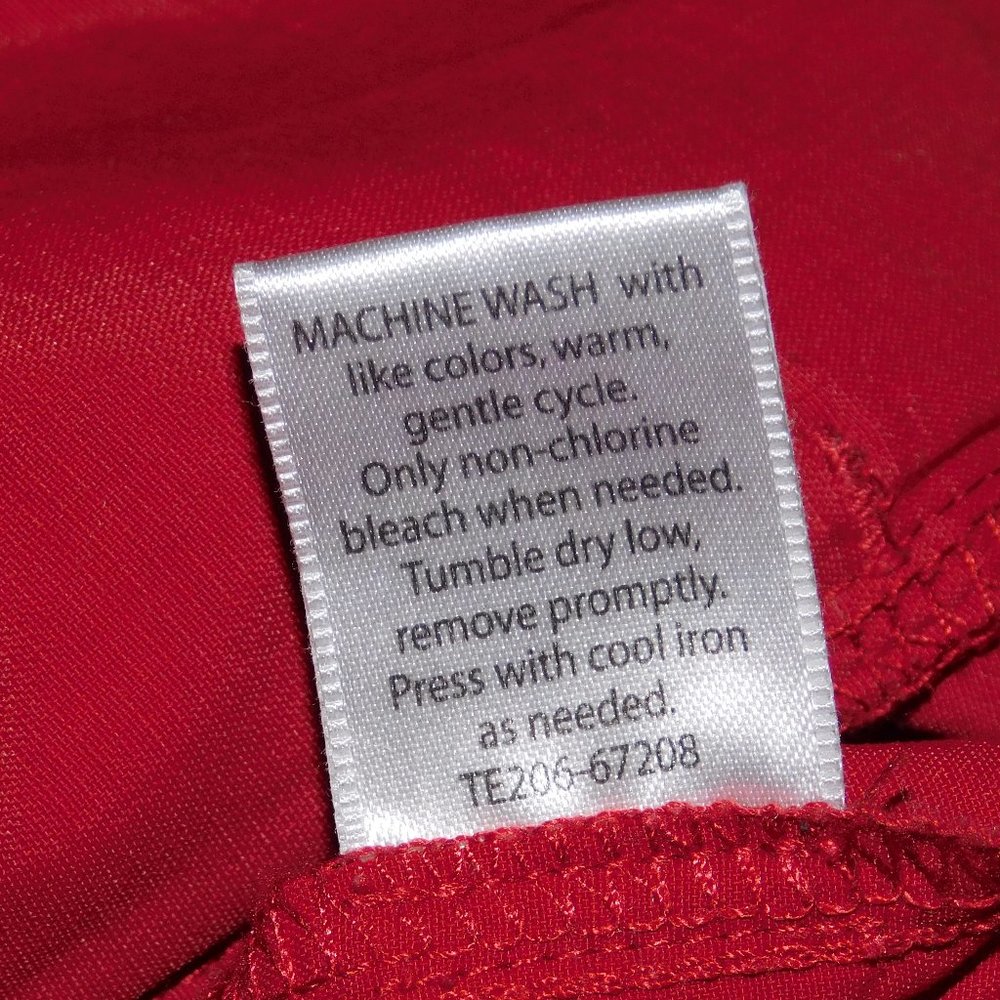 MACHINE WASH with
like colors, warm,
gentle cycle.
Only non-chlorine
bleach when needed.
Tumble dry low,
remove promptly.
Press with cool iron
as needed.
TE206-67208